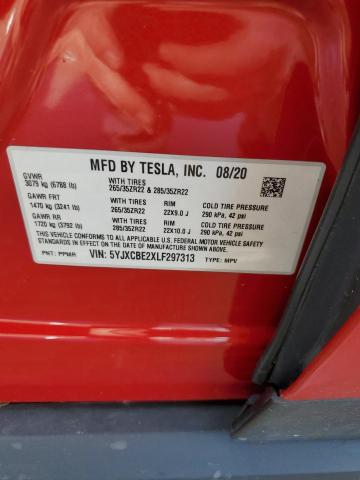 MFD BY TESLA, INC. 08/20
GVWR
3079 kg (6788 lb)
WITH TIRES
265/35ZR22 & 285/35ZR22
GAWR FRT
1470 kg (3241 lb)
WITH TIRES
265/35ZR22
RIM
22X9.0 J
COLD TIRE PRESSURE
290 kPa, 42 psi
GAWR RR
1720 kg (3792 lb)
WITH TIRES
285/35ZR22
RIM
22X10.0 J
COLD TIRE PRESSURE
290 kPa, 42 psi
THIS VEHICLE CONFORMS TO ALL APPLICABLE U.S. FEDERAL MOTOR VEHICLE
SAFETY STANDARDS IN EFFECT ON THE DATE OF MANUFACTURE SHOWN ABOVE.
PNT: PPMR VIN: 5YJXCBE2XLF297313 TYPE: MPV